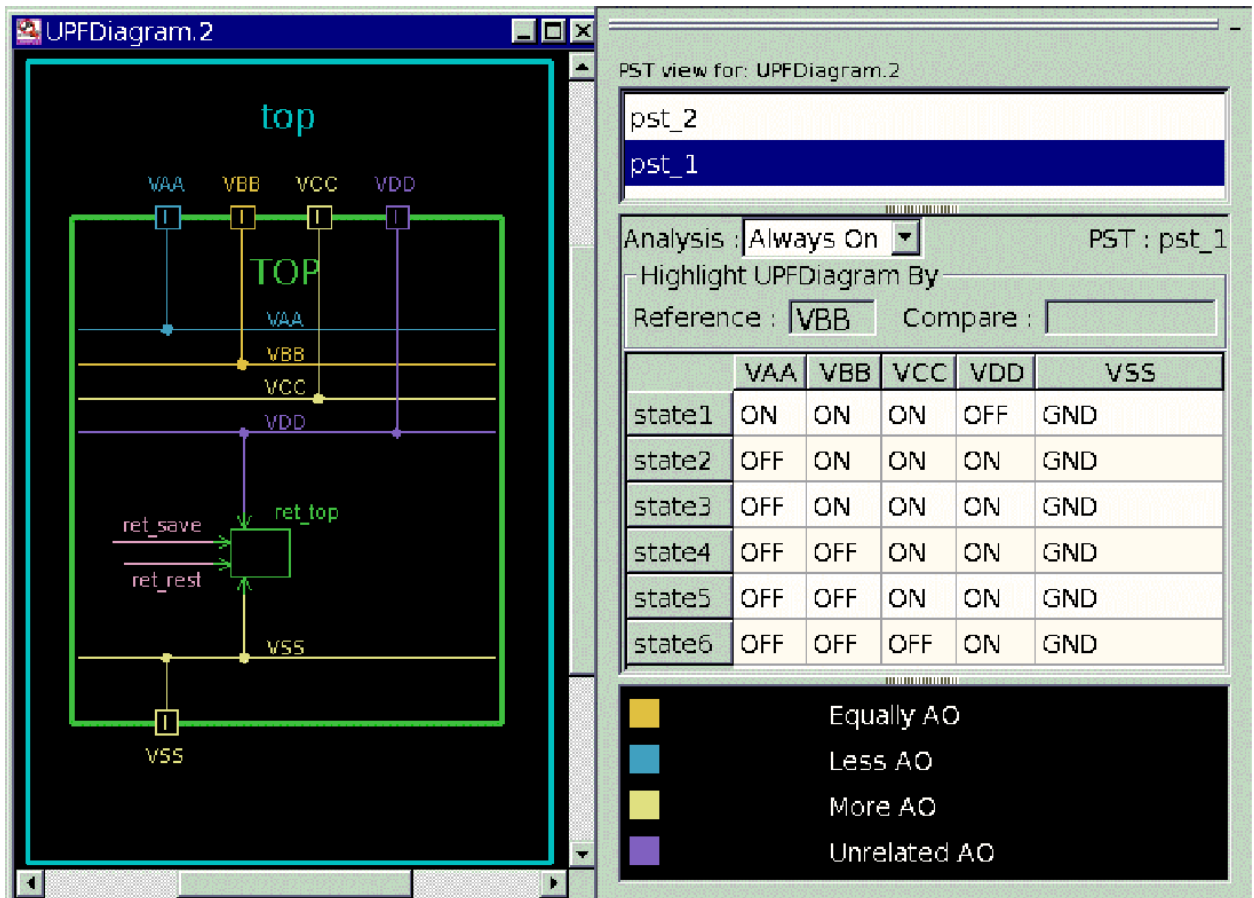 UPFDiagram.2
top
VAA VBB VCC VDD
I I I I
TOP
VAA
VBB
VCC
VDD
ret_top
ret_save
ret_rest
VSS
I
VSS
PST view for: UPFDiagram.2
pst_2
pst_1
Analysis : Always On PST : pst_1
Highlight UPFDiagram By
Reference : VBB Compare :
VAA VBB VCC VDD VSS
state1 ON ON ON OFF GND
state2 OFF ON ON ON GND
state3 OFF ON ON ON GND
state4 OFF OFF ON ON GND
state5 OFF OFF ON ON GND
state6 OFF OFF OFF ON GND
Equally AO
Less AO
More AO
Unrelated AO